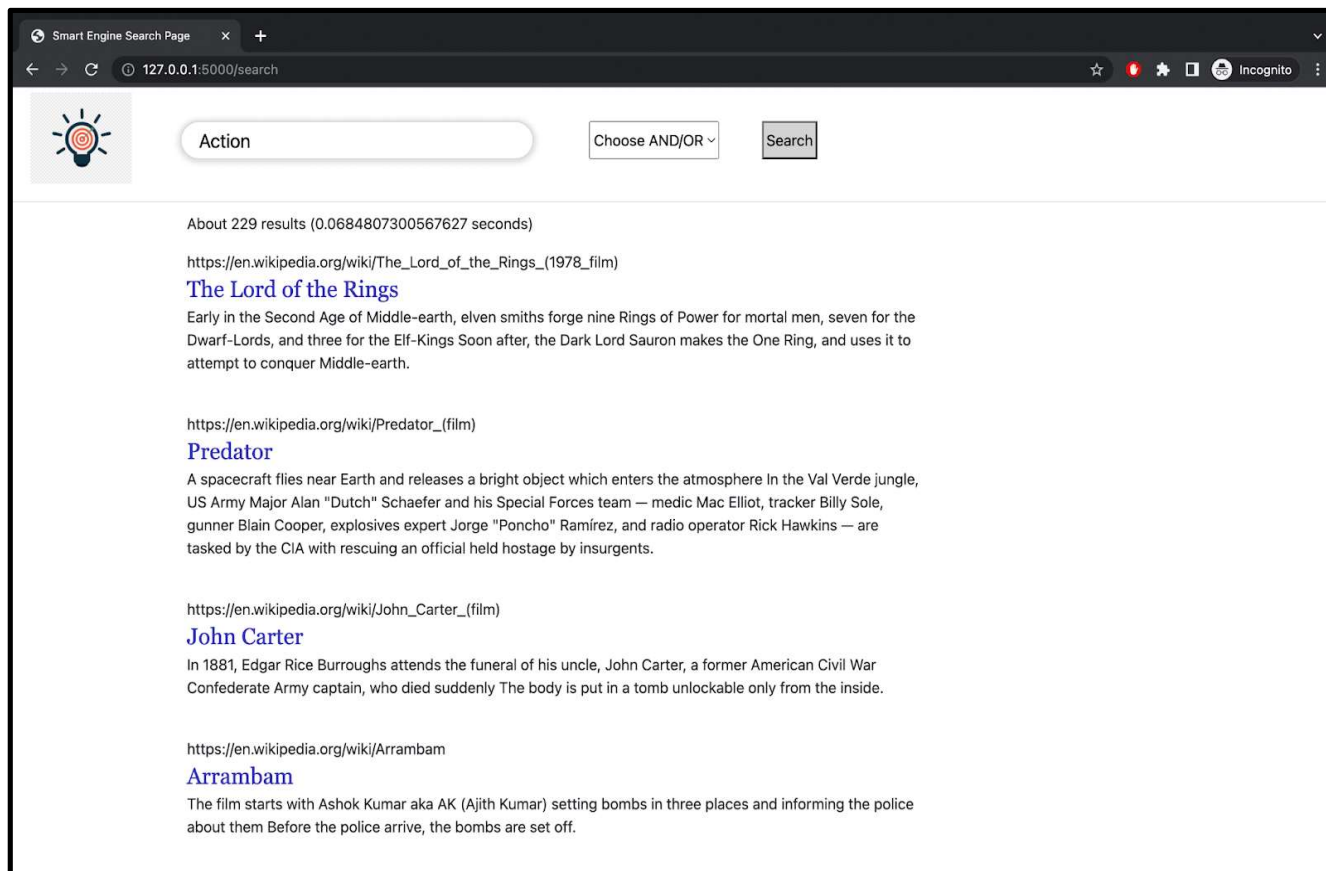 Smart Engine Search Page
127.0.0.1:5000/search
Incognito
Action
Choose AND/OR
Search
About 229 results (0.0684807300567627 seconds)
https://en.wikipedia.org/wiki/The_Lord_of_the_Rings_(1978_film)
The Lord of the Rings
Early in the Second Age of Middle-earth, elven smiths forge nine Rings of Power for mortal men, seven for the
Dwarf-Lords, and three for the Elf-Kings Soon after, the Dark Lord Sauron makes the One Ring, and uses it to
attempt to conquer Middle-earth.
https://en.wikipedia.org/wiki/Predator_(film)
Predator
A spacecraft flies near Earth and releases a bright object which enters the atmosphere In the Val Verde jungle,
US Army Major Alan "Dutch" Schaefer and his Special Forces team — medic Mac Elliot, tracker Billy Sole,
gunner Blain Cooper, explosives expert Jorge "Poncho" Ramírez, and radio operator Rick Hawkins — are
tasked by the CIA with rescuing an official held hostage by insurgents.
https://en.wikipedia.org/wiki/John_Carter_(film)
John Carter
In 1881, Edgar Rice Burroughs attends the funeral of his uncle, John Carter, a former American Civil War
Confederate Army captain, who died suddenly The body is put in a tomb unlockable only from the inside.
https://en.wikipedia.org/wiki/Arrambam
Arrambam
The film starts with Ashok Kumar aka AK (Ajith Kumar) setting bombs in three places and informing the police
about them Before the police arrive, the bombs are set off.